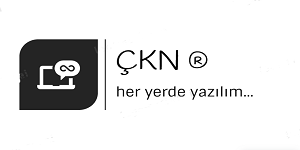 ÇKN ®
her yerde yazılım...